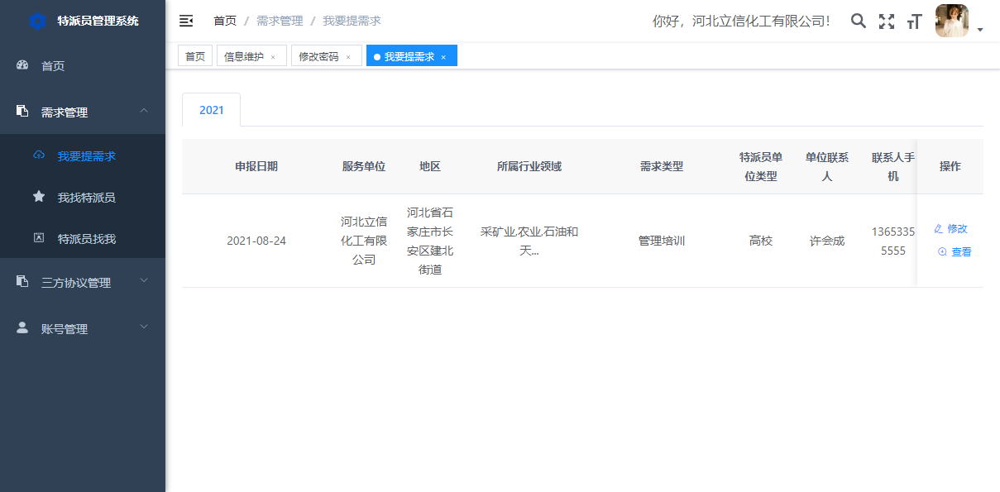 特派员管理系统
首页
需求管理
我要提需求
我找特派员
特派员找我
三方协议管理
账号管理
首页 / 需求管理 / 我要提需求
你好，河北立信化工有限公司！
首页
信息维护 ×
修改密码 ×
我要提需求 ×
2021
申报日期
服务单位
地区
所属行业领域
需求类型
特派员单
位类型
单位联系
人
联系人手
机
操作
2021-08-24
河北立信
化工有限
公司
河北省石
家庄市长
安区建北
街道
采矿业,农业,石油和
天...
管理培训
高校
许会成
1365335
5555
修改
查看